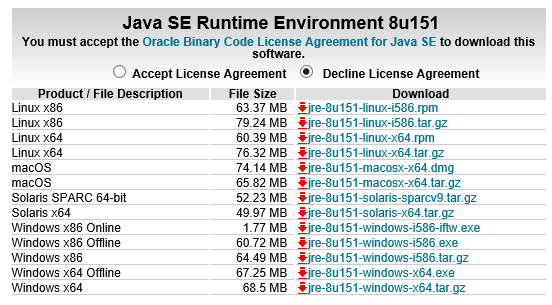 Java SE Runtime Environment 8u151
You must accept the Oracle Binary Code License Agreement for Java SE to download this
software.
Accept License Agreement Decline License Agreement
Product / File Description File Size Download
Linux x86 63.37 MB jre-8u151-linux-i586.rpm
Linux x86 79.24 MB jre-8u151-linux-i586.tar.gz
Linux x64 60.39 MB jre-8u151-linux-x64.rpm
Linux x64 76.32 MB jre-8u151-linux-x64.tar.gz
macOS 74.14 MB jre-8u151-macosx-x64.dmg
macOS 65.82 MB jre-8u151-macosx-x64.tar.gz
Solaris SPARC 64-bit 52.23 MB jre-8u151-solaris-sparcv9.tar.gz
Solaris x64 49.97 MB jre-8u151-solaris-x64.tar.gz
Windows x86 Online 1.77 MB jre-8u151-windows-i586-iftw.exe
Windows x86 Offline 60.72 MB jre-8u151-windows-i586.exe
Windows x86 64.49 MB jre-8u151-windows-i586.tar.gz
Windows x64 Offline 67.25 MB jre-8u151-windows-x64.exe
Windows x64 68.5 MB jre-8u151-windows-x64.tar.gz